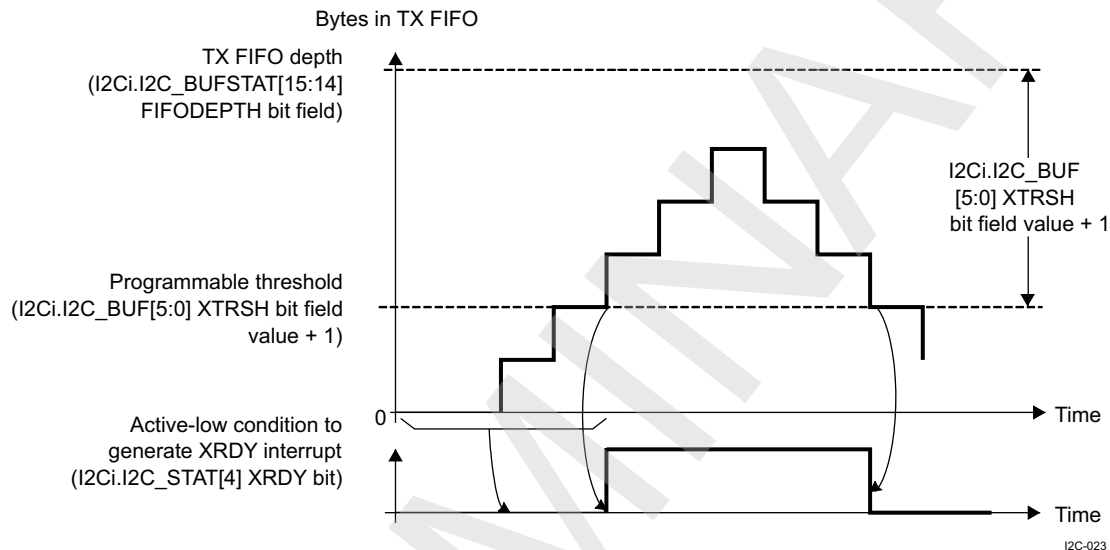 Bytes in TX FIFO
TX FIFO depth
(I2Ci.I2C_BUFSTAT[15:14]
FIFODEPTH bit field)
I2Ci.I2C_BUF
[5:0] XTRSH
bit field value + 1
Programmable threshold
(I2Ci.I2C_BUF[5:0] XTRSH bit field
value + 1)
0
Time
Active-low condition to
generate XRDY interrupt
(I2Ci.I2C_STAT[4] XRDY bit)
Time
I2C-023
MINAR